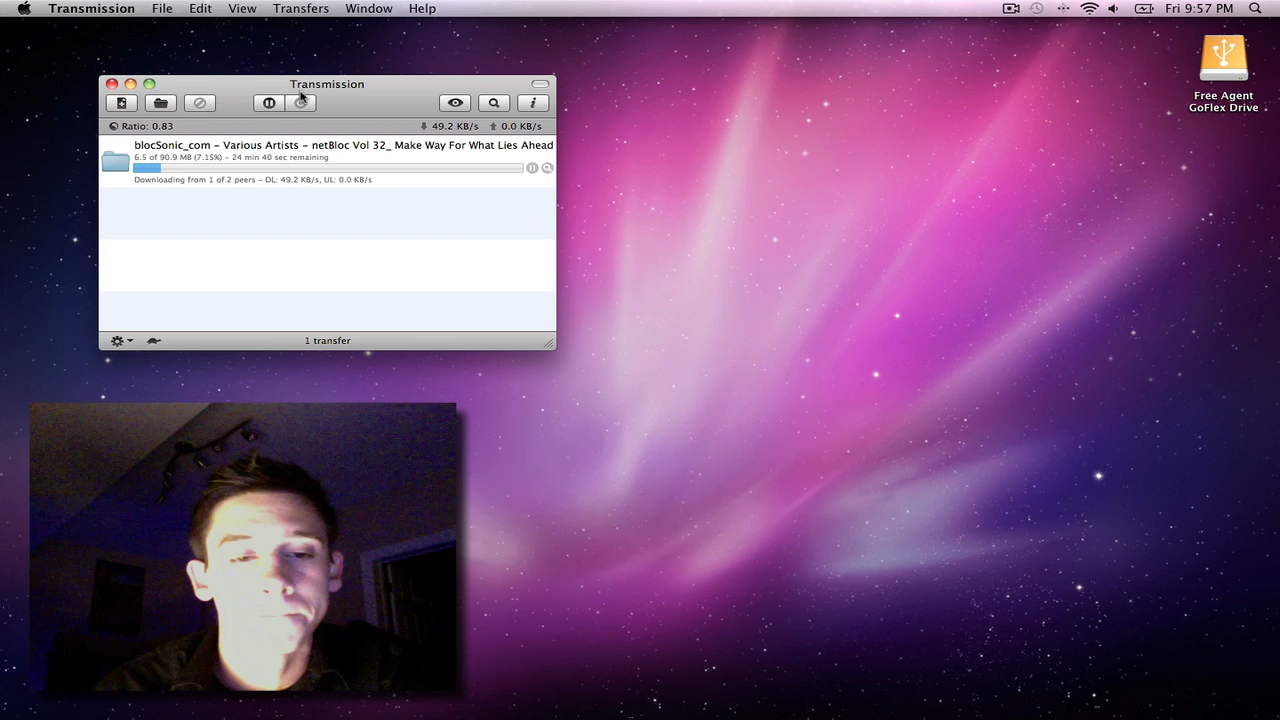 Transmission File Edit View Transfers Window Help Fri 9:57 PM
Free Agent
GoFlex Drive
Transmission
Ratio: 0.83 49.2 KB/s 0.0 KB/s
blocSonic_com – Various Artists – netBloc Vol 32_ Make Way For What Lies Ahead
6.5 of 90.9 MB (7.15%) – 24 min 40 sec remaining
Downloading from 1 of 2 peers – DL: 49.2 KB/s, UL: 0.0 KB/s
1 transfer